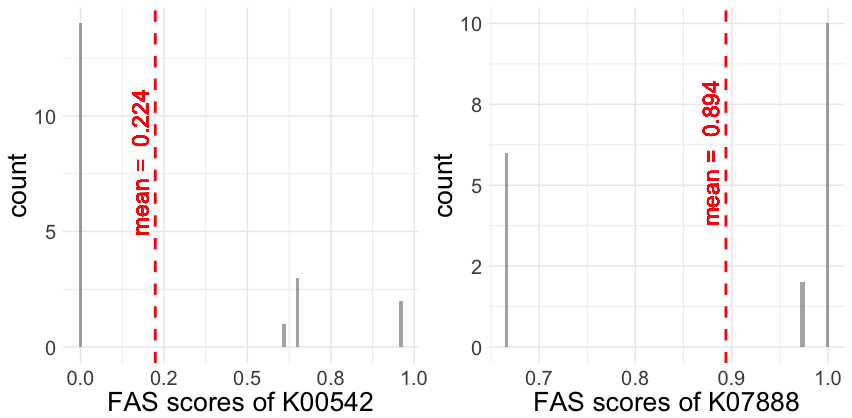 count
10
5
0
mean = 0.224
0.0 0.2 0.5 0.8 1.0
FAS scores of K00542
count
10
8
5
2
0
mean = 0.894
0.7 0.8 0.9 1.0
FAS scores of K07888